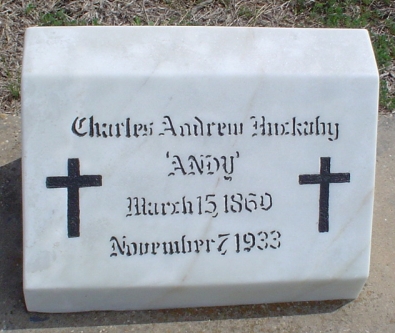 Charles Andrew Huckaby
'ANDY'
March 15, 1860
November 7, 1933